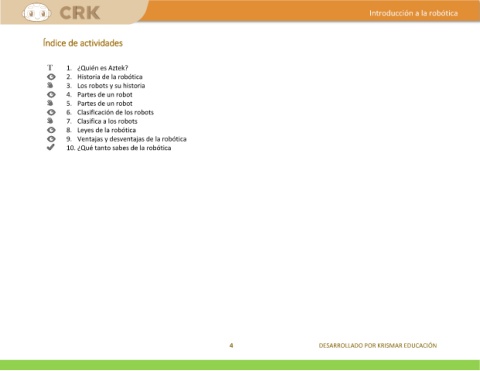 CRK
Introducción a la robótica
Índice de actividades
T 1. ¿Quién es Aztek?
2. Historia de la robótica
3. Los robots y su historia
4. Partes de un robot
5. Partes de un robot
6. Clasificación de los robots
7. Clasifica a los robots
8. Leyes de la robótica
9. Ventajas y desventajas de la robótica
10. ¿Qué tanto sabes de la robótica
4
DESARROLLADO POR KRISMAR EDUCACIÓN